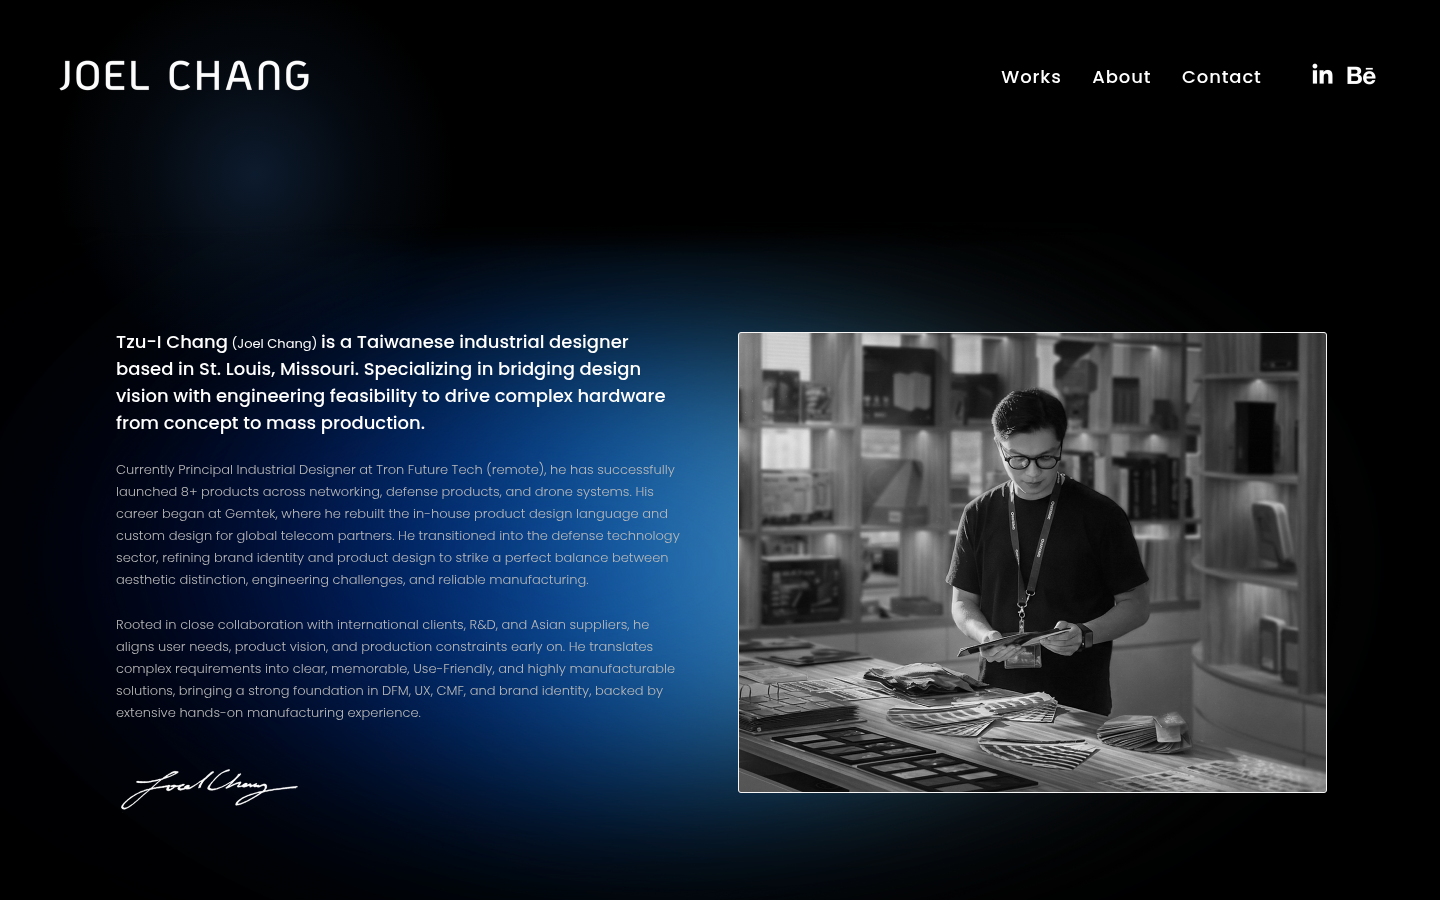 JOEL CHANG
Works About Contact in Bē
Tzu-I Chang (Joel Chang) is a Taiwanese industrial designer
based in St. Louis, Missouri. Specializing in bridging design
vision with engineering feasibility to drive complex hardware
from concept to mass production.
Currently Principal Industrial Designer at Tron Future Tech (remote), he has successfully
launched 8+ products across networking, defense products, and drone systems. His
career began at Gemtek, where he rebuilt the in-house product design language and
custom design for global telecom partners. He transitioned into the defense technology
sector, refining brand identity and product design to strike a perfect balance between
aesthetic distinction, engineering challenges, and reliable manufacturing.
Rooted in close collaboration with international clients, R&D, and Asian suppliers, he
aligns user needs, product vision, and production constraints early on. He translates
complex requirements into clear, memorable, Use-Friendly, and highly manufacturable
solutions, bringing a strong foundation in DFM, UX, CMF, and brand identity, backed by
extensive hands-on manufacturing experience.
Joel Chang